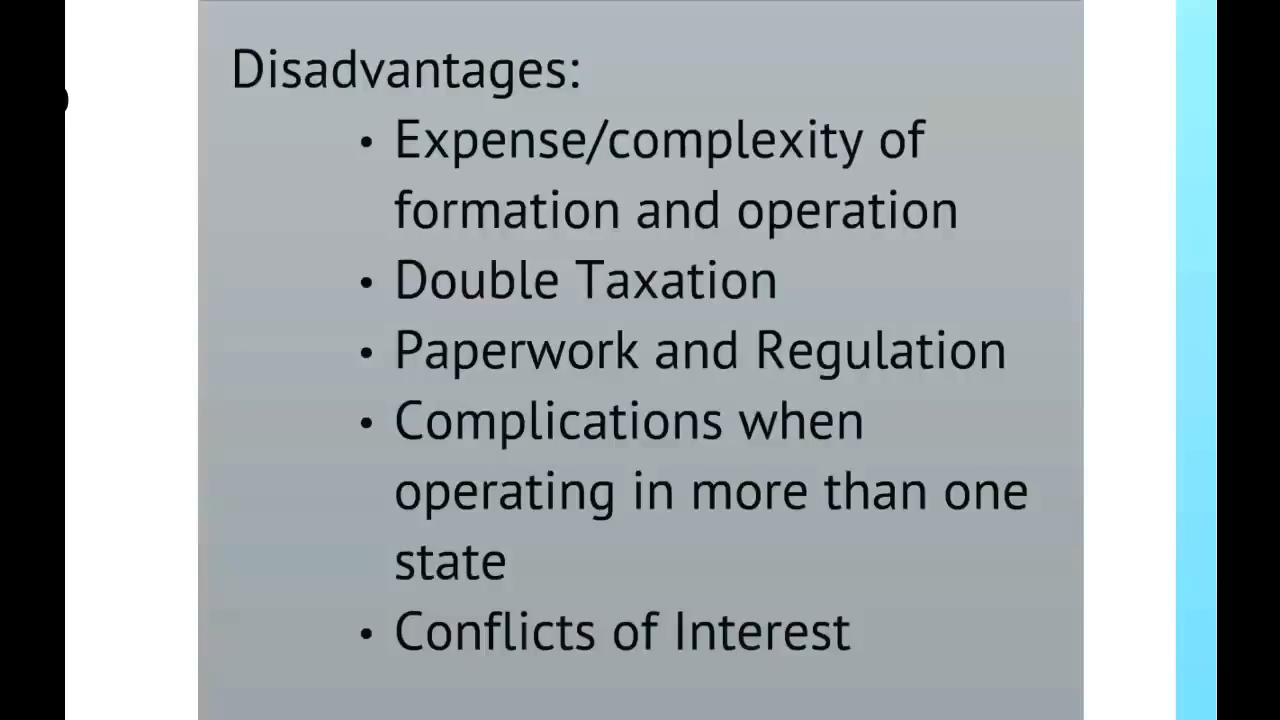 Disadvantages:
• Expense/complexity of
formation and operation
• Double Taxation
• Paperwork and Regulation
• Complications when
operating in more than one
state
• Conflicts of Interest